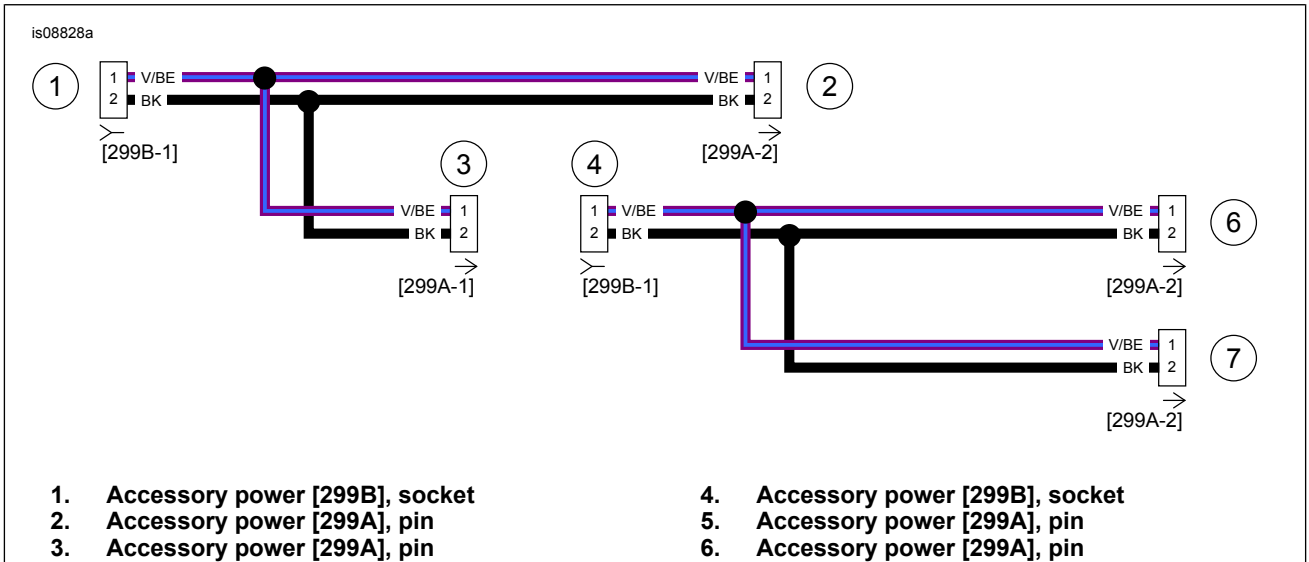 is08828a
1
1 V/BE V/BE 1
2 BK BK 2
2
[299B-1] [299A-2]
3
4
V/BE 1
BK 2
1 V/BE V/BE 1
2 BK BK 2
6
[299A-1] [299B-1] [299A-2]
V/BE 1
BK 2
7
[299A-2]
1. Accessory power [299B], socket
2. Accessory power [299A], pin
3. Accessory power [299A], pin
4. Accessory power [299B], socket
5. Accessory power [299A], pin
6. Accessory power [299A], pin